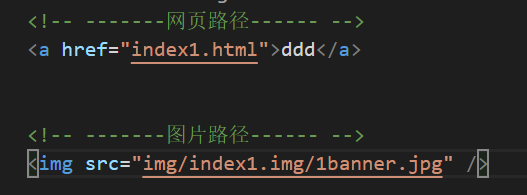 <!-- -------网页路径------ -->
<a href="index1.html">ddd</a>
<!-- -------图片路径------ -->
<img src="img/index1.img/1banner.jpg" />